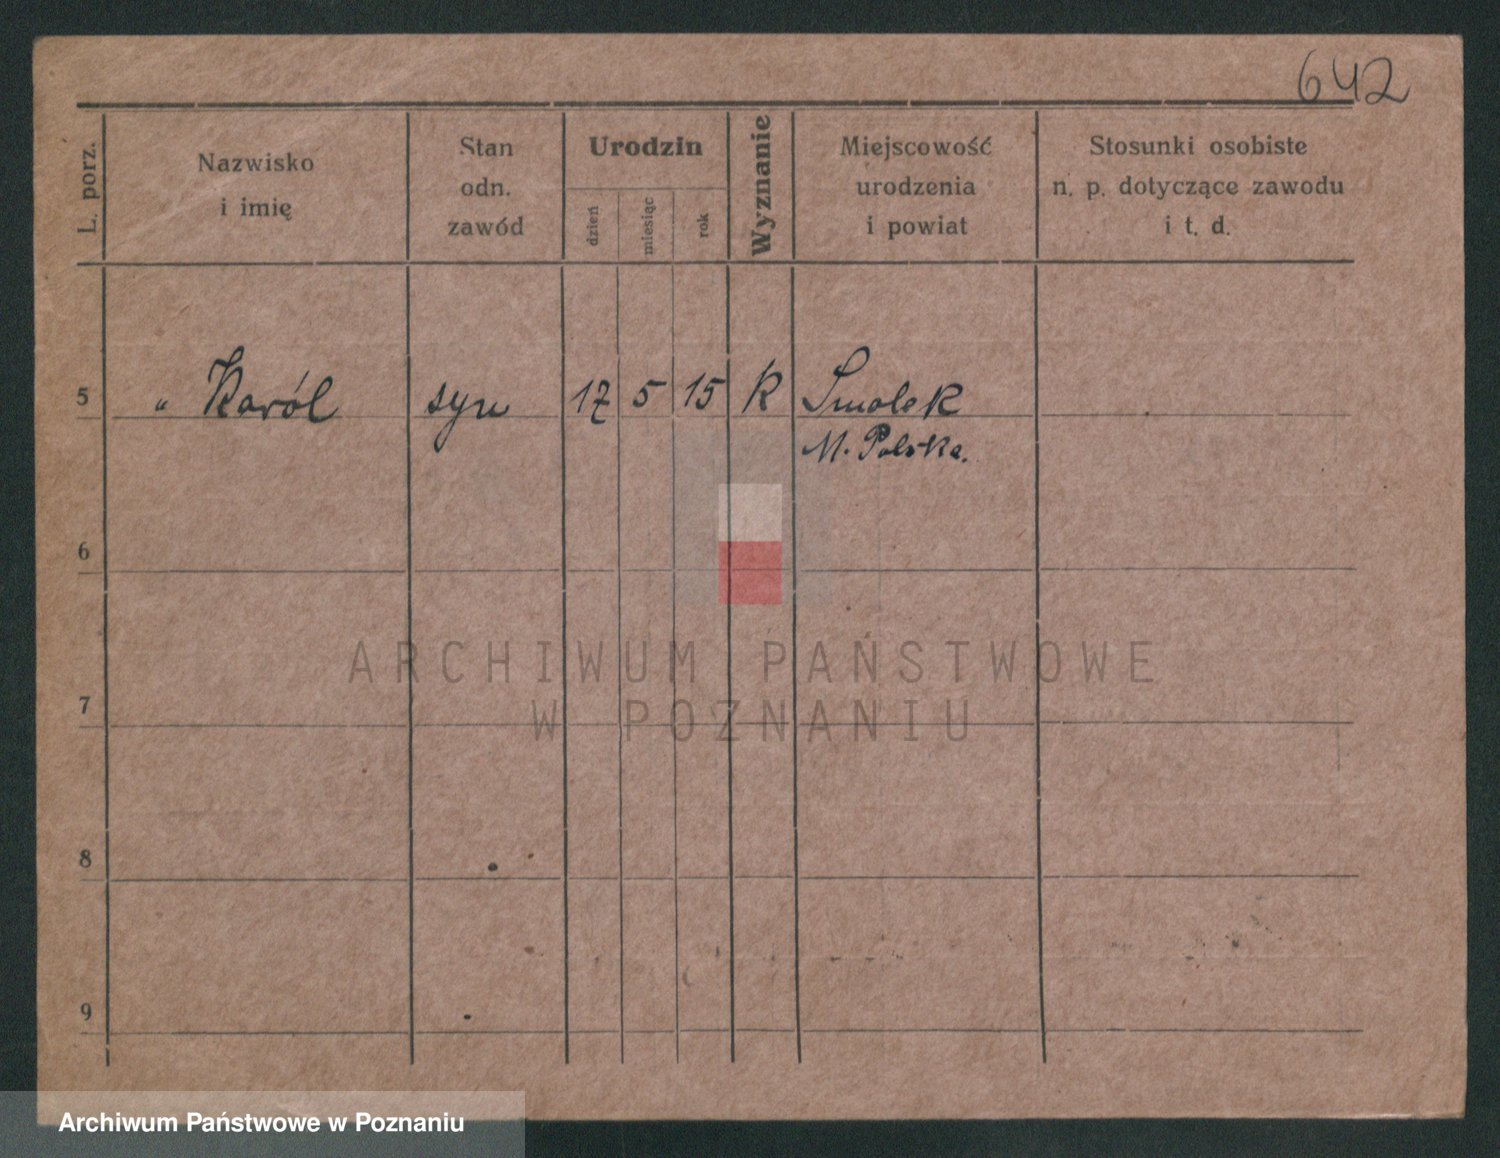 642
L. porz.
Nazwisko
i imię
Stan
odn.
zawód
Urodzin
dzień
miesiąc
rok
Wyznanie
Miejscowość
urodzenia
i powiat
Stosunki osobiste
n. p. dotyczące zawodu
i t. d.
5 " Karól syn 17 5 15 k Smolek
M. Polska.
6
7
8
9
ARCHIWUM PAŃSTWOWE
W POZNANIU
Archiwum Państwowe w Poznaniu